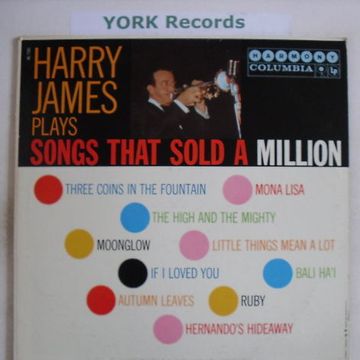 YORK Records
HARRY
JAMES
PLAYS
HARMONY
COLUMBIA LP
SONGS THAT SOLD A MILLION
THREE COINS IN THE FOUNTAIN MONA LISA
THE HIGH AND THE MIGHTY
MOONGLOW LITTLE THINGS MEAN A LOT
IF I LOVED YOU BALI HA'I
AUTUMN LEAVES RUBY
HERNANDO'S HIDEAWAY